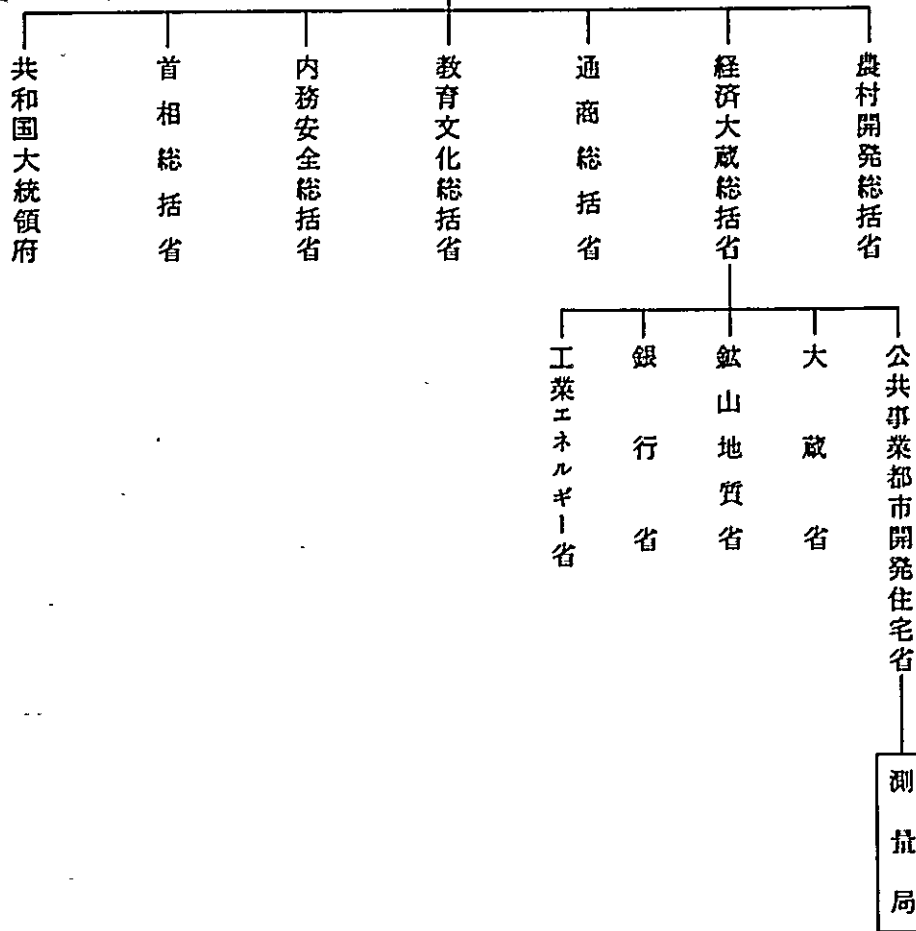 共和国大統領府
首相総括省
内務安全総括省
教育文化総括省
通商総括省
経済大蔵総括省
農村開発総括省
工業エネルギー省
銀行省
鉱山地質省
大蔵省
公共事業都市開発住宅省
測量局